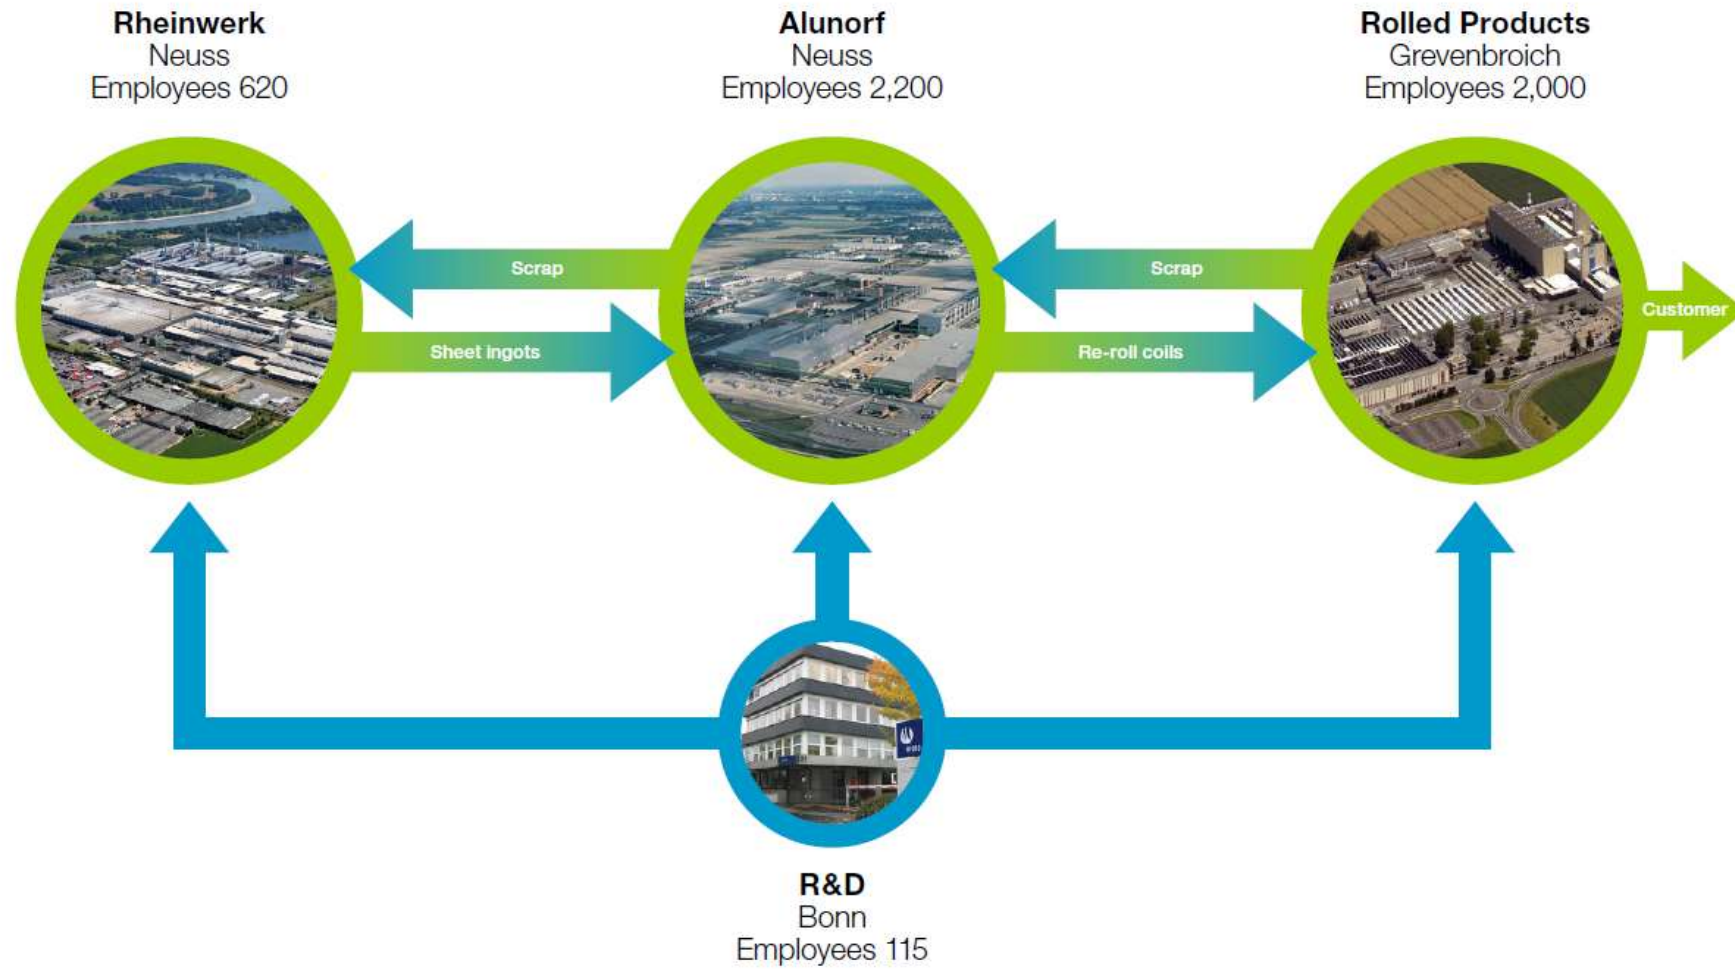 Rheinwerk
Neuss
Employees 620
Alunorf
Neuss
Employees 2,200
Rolled Products
Grevenbroich
Employees 2,000
Scrap
Scrap
Customer
Sheet ingots
Re-roll coils
R&D
Bonn
Employees 115